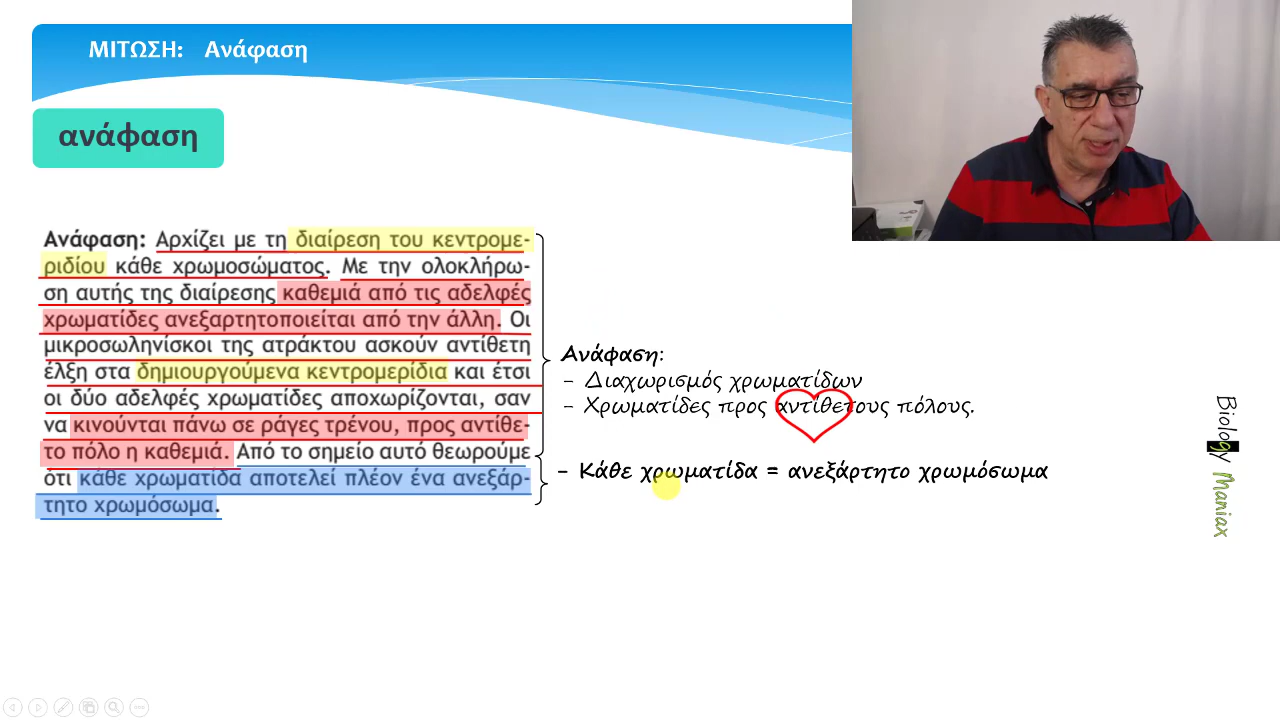 ΜΙΤΩΣΗ: Ανάφαση
ανάφαση
Ανάφαση: Αρχίζει με τη διαίρεση του κεντρομε-
ριδίου κάθε χρωμοσώματος. Με την ολοκλήρω-
ση αυτής της διαίρεσης καθεμιά από τις αδελφές
χρωματίδες ανεξαρτητοποιείται από την άλλη. Οι
μικροσωληνίσκοι της ατράκτου ασκούν αντίθετη
έλξη στα δημιουργούμενα κεντρομερίδια και έτσι
οι δύο αδελφές χρωματίδες αποχωρίζονται, σαν
να κινούνται πάνω σε ράγες τρένου, προς αντίθε-
το πόλο η καθεμιά. Από το σημείο αυτό θεωρούμε
ότι κάθε χρωματίδα αποτελεί πλέον ένα ανεξάρ-
τητο χρωμόσωμα.
Ανάφαση:
- Διαχωρισμός χρωματίδων
- Χρωματίδες προς αντίθετους πόλους.
- Κάθε χρωματίδα = ανεξάρτητο χρωμόσωμα
Biology Maniax